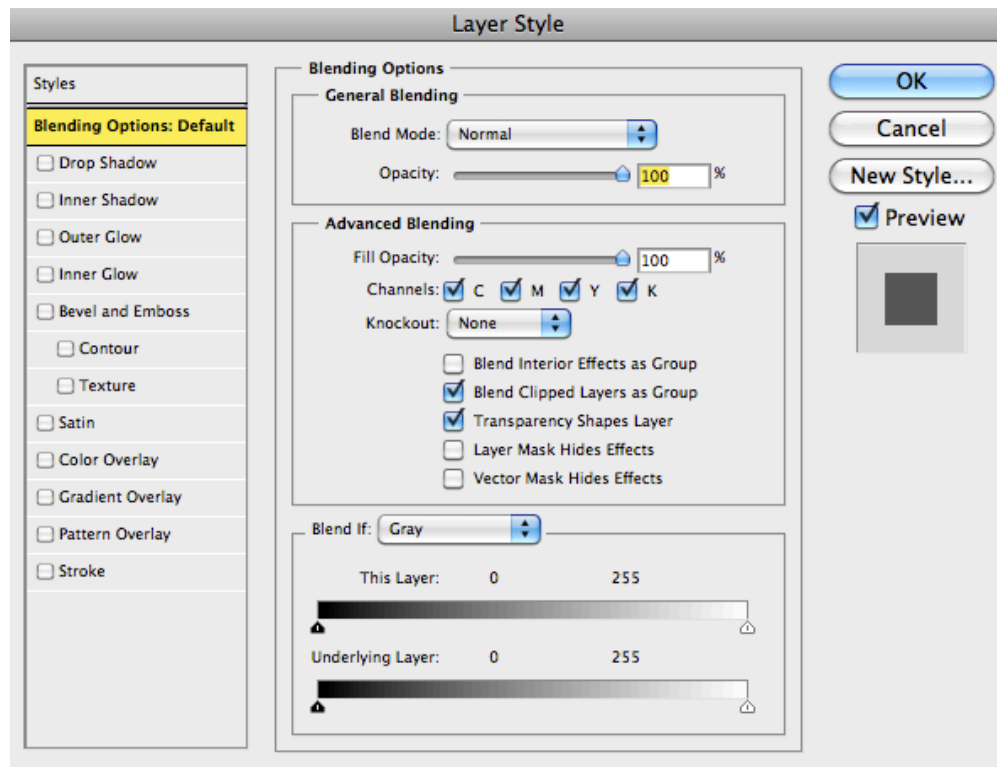 Layer Style
Styles
Blending Options: Default
Drop Shadow
Inner Shadow
Outer Glow
Inner Glow
Bevel and Emboss
Contour
Texture
Satin
Color Overlay
Gradient Overlay
Pattern Overlay
Stroke
Blending Options
General Blending
Blend Mode: Normal
Opacity: 100 %
Advanced Blending
Fill Opacity: 100 %
Channels: C M Y K
Knockout: None
Blend Interior Effects as Group
Blend Clipped Layers as Group
Transparency Shapes Layer
Layer Mask Hides Effects
Vector Mask Hides Effects
Blend If: Gray
This Layer: 0 255
Underlying Layer: 0 255
OK
Cancel
New Style...
Preview